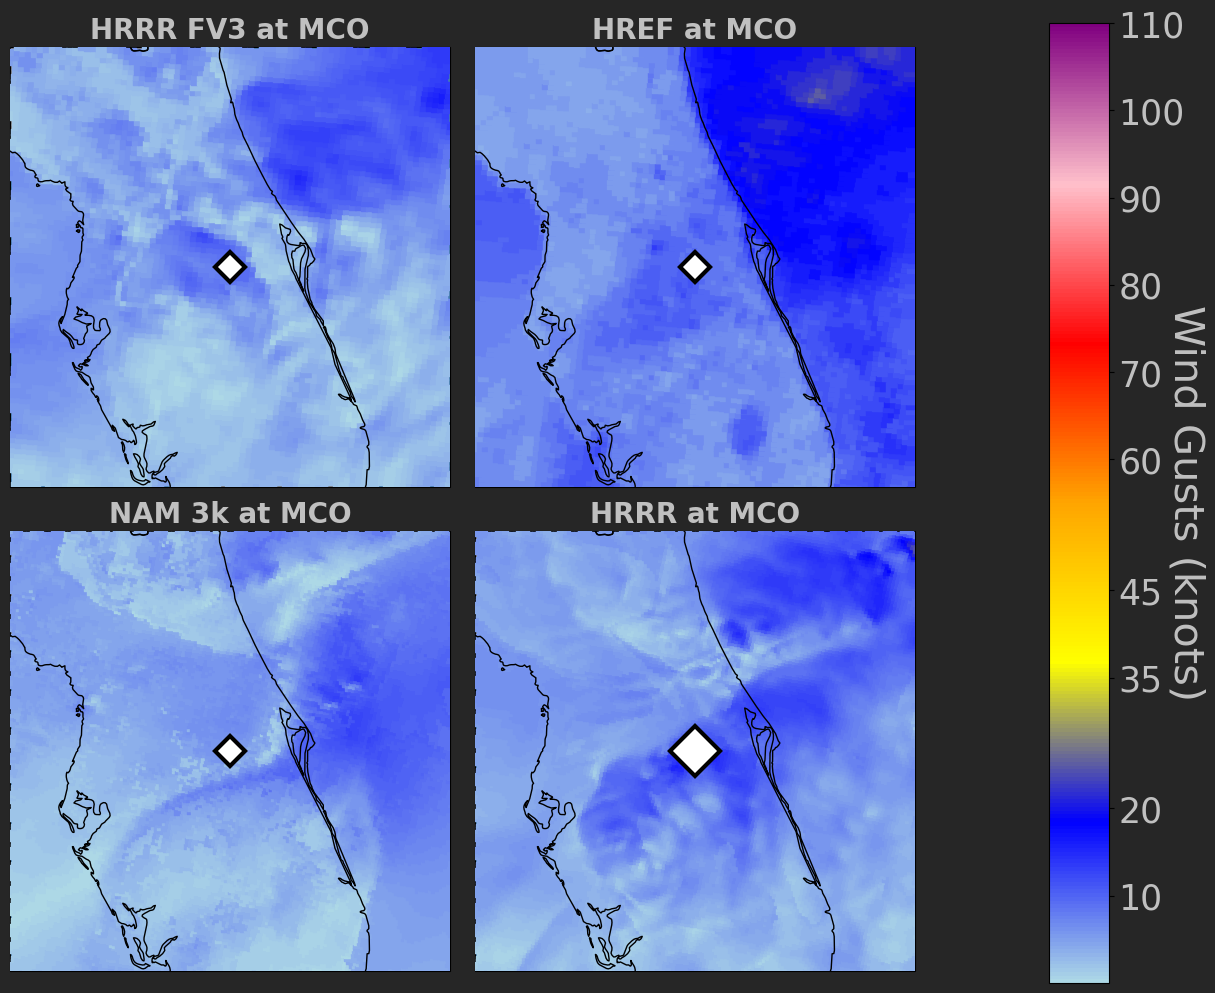 HRRR FV3 at MCO
HREF at MCO
NAM 3k at MCO
HRRR at MCO
110
100
90
80
70
60
45
35
20
10
Wind Gusts (knots)